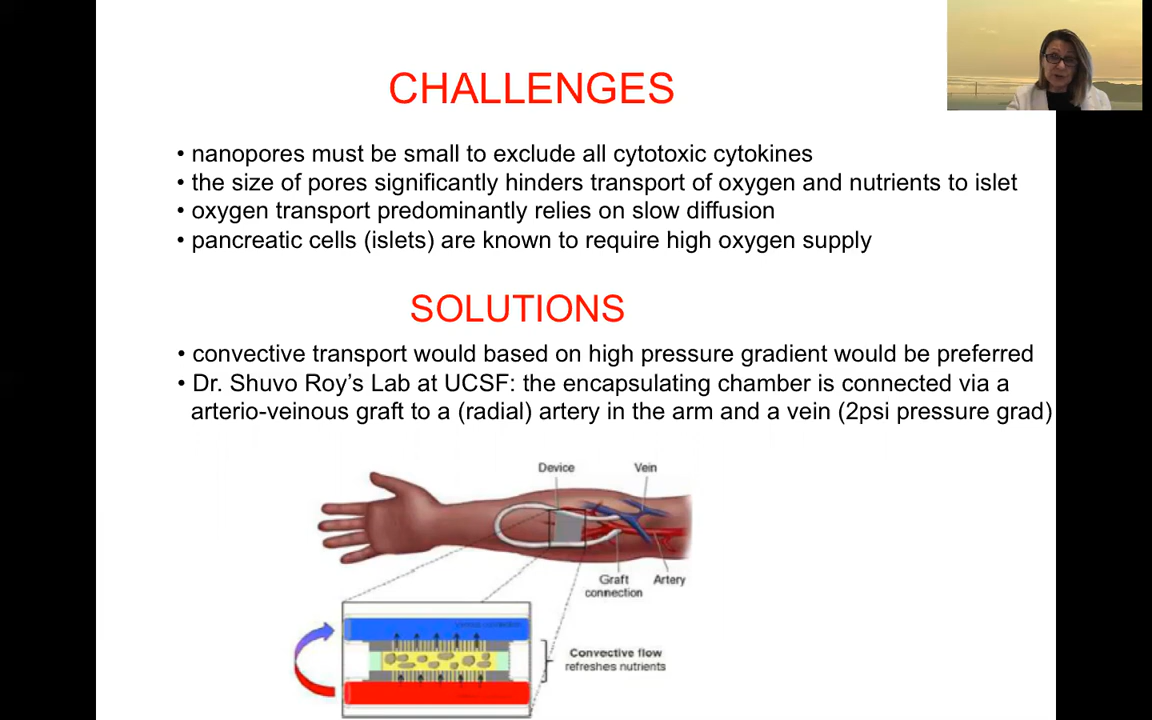 CHALLENGES
• nanopores must be small to exclude all cytotoxic cytokines
• the size of pores significantly hinders transport of oxygen and nutrients to islet
• oxygen transport predominantly relies on slow diffusion
• pancreatic cells (islets) are known to require high oxygen supply
SOLUTIONS
• convective transport would based on high pressure gradient would be preferred
• Dr. Shuvo Roy's Lab at UCSF: the encapsulating chamber is connected via a
arterio-veinous graft to a (radial) artery in the arm and a vein (2psi pressure grad)
Device
Vein
Graft
connection
Artery
Convective flow
refreshes nutrients